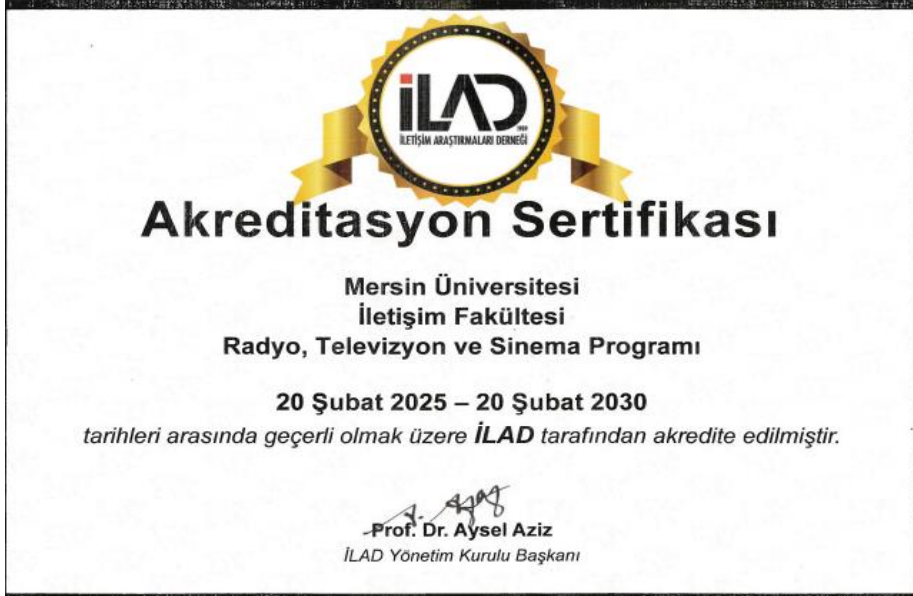 İLAD
1989
İLETİŞİM ARAŞTIRMALARI DERNEĞİ
Akreditasyon Sertifikası
Mersin Üniversitesi
İletişim Fakültesi
Radyo, Televizyon ve Sinema Programı
20 Şubat 2025 – 20 Şubat 2030
tarihleri arasında geçerli olmak üzere İLAD tarafından akredite edilmiştir.
Prof. Dr. Aysel Aziz
İLAD Yönetim Kurulu Başkanı